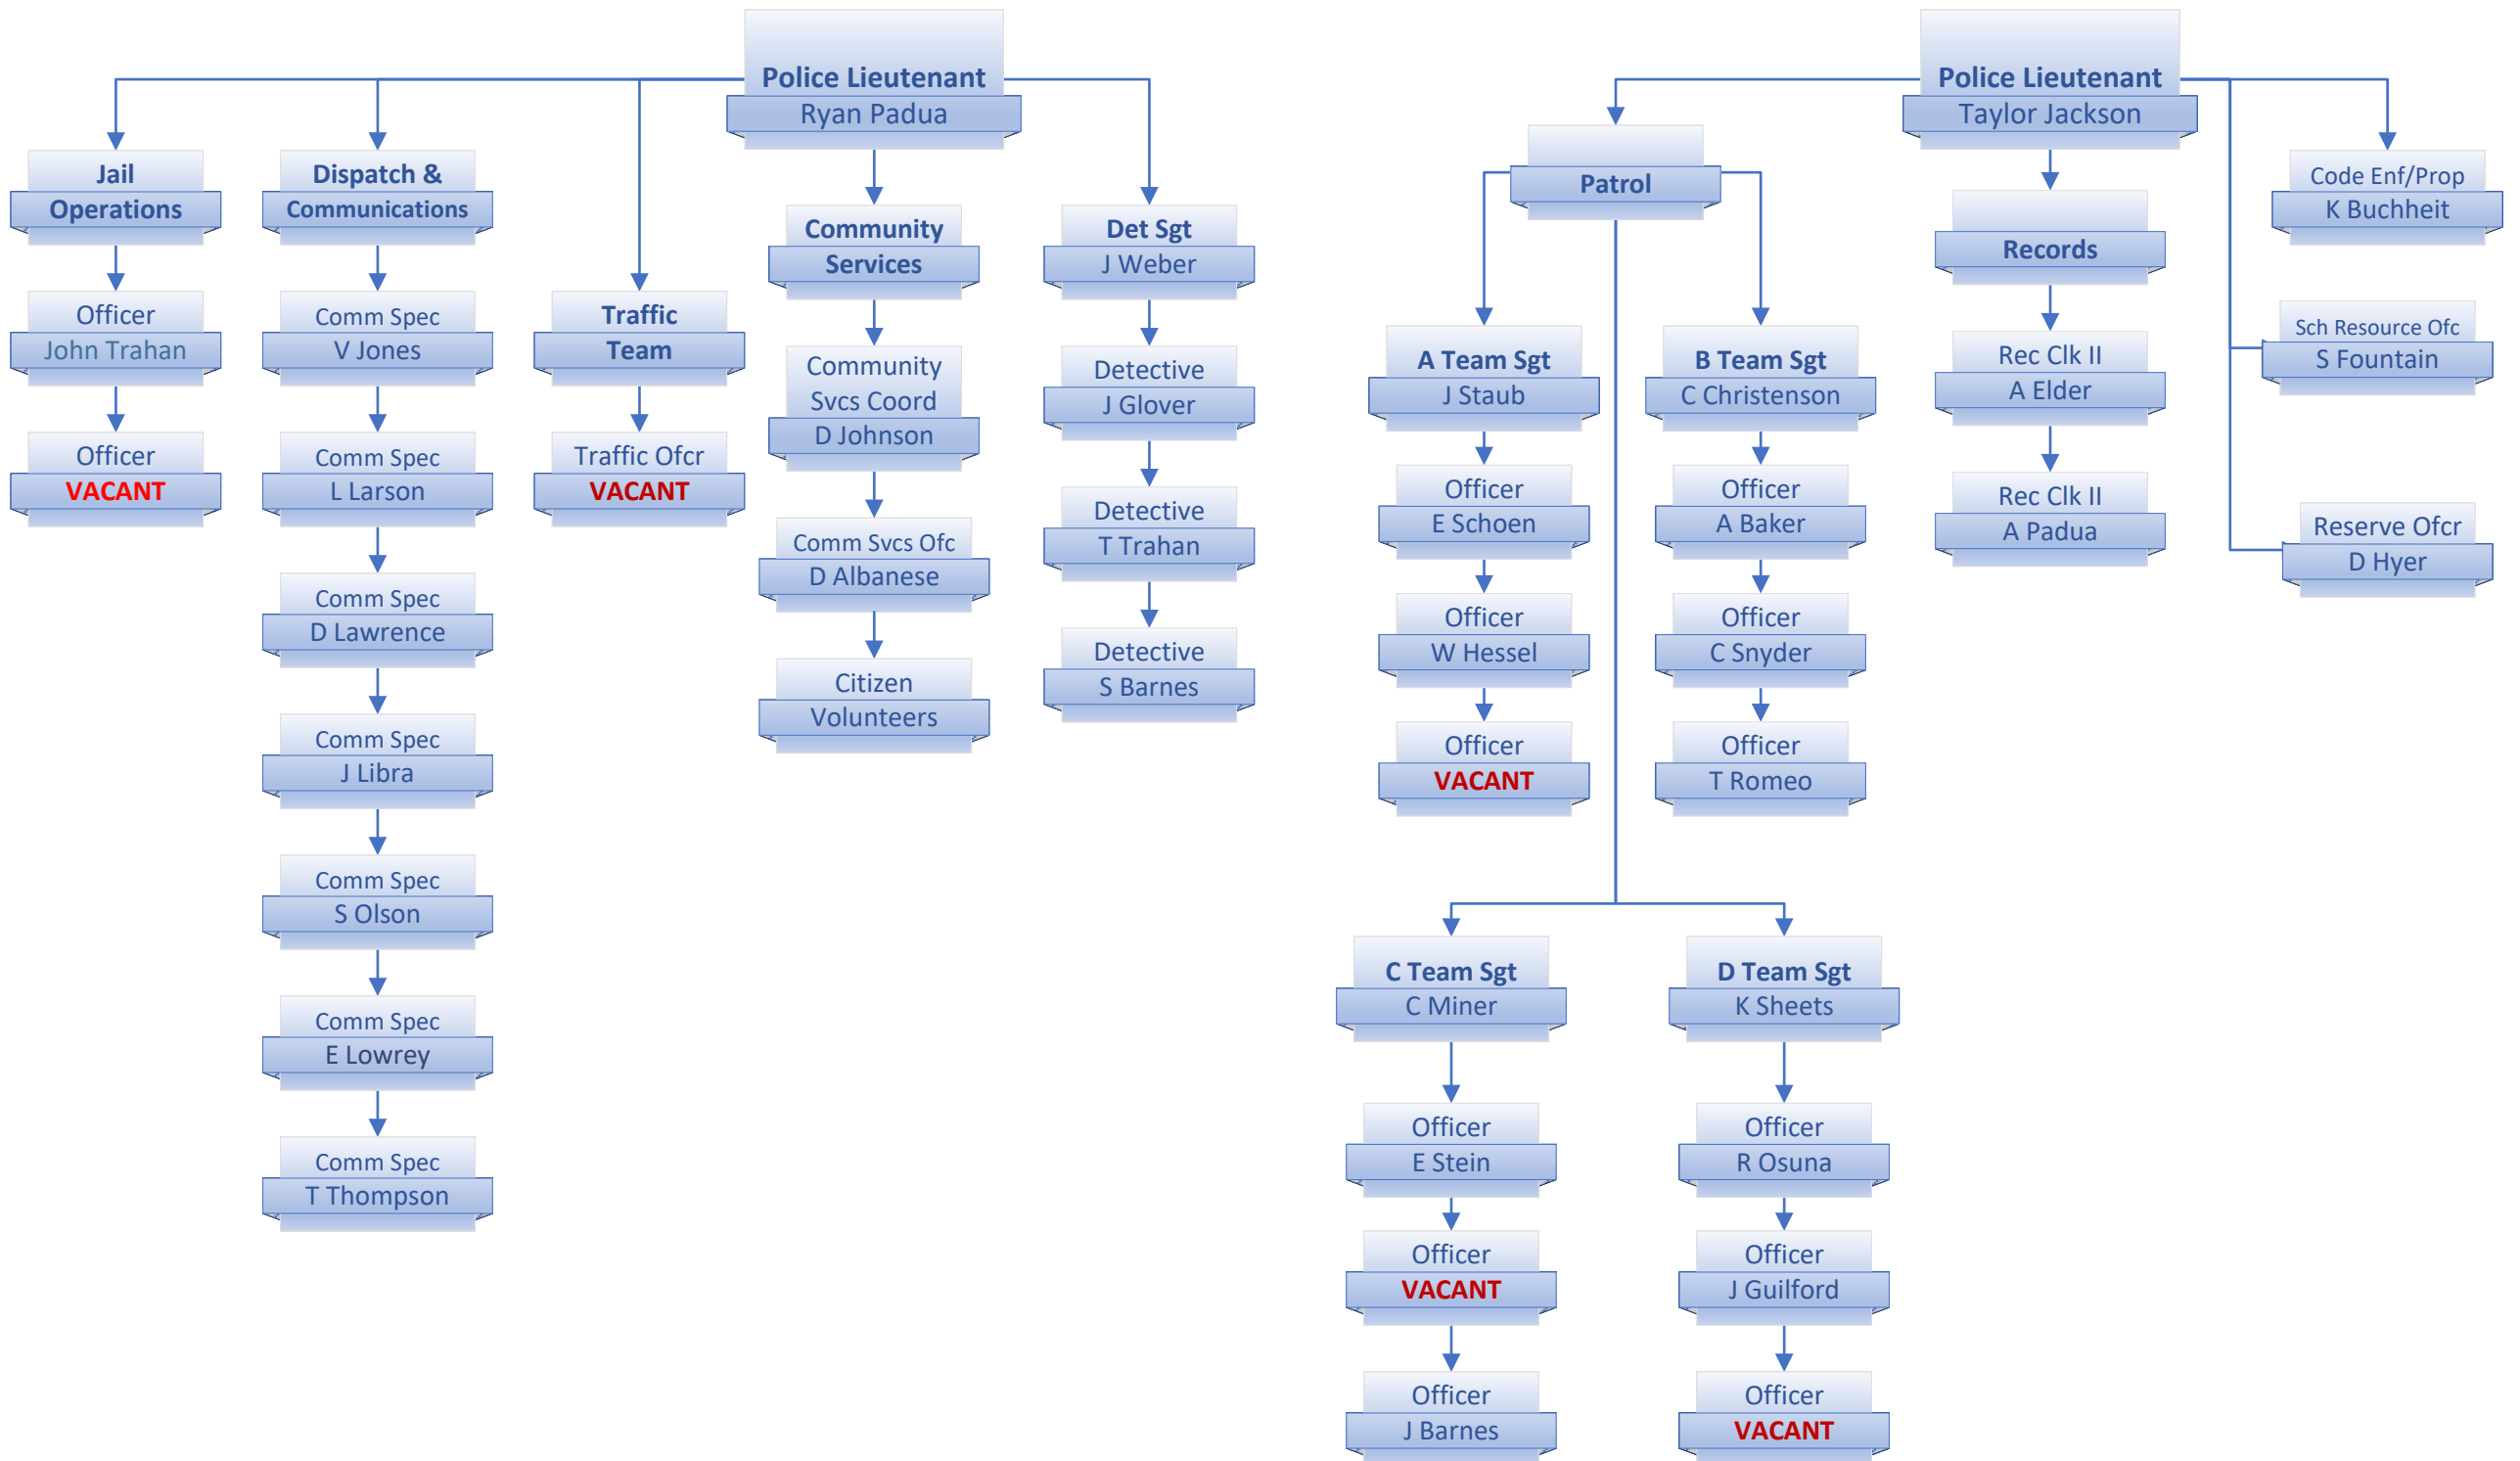 Police Lieutenant
Ryan Padua
Jail
Operations
Officer
John Trahan
Officer
VACANT
Dispatch &
Communications
Comm Spec
V Jones
Comm Spec
L Larson
Comm Spec
D Lawrence
Comm Spec
J Libra
Comm Spec
S Olson
Comm Spec
E Lowrey
Comm Spec
T Thompson
Traffic
Team
Traffic Ofcr
VACANT
Community
Services
Community
Svcs Coord
D Johnson
Comm Svcs Ofc
D Albanese
Citizen
Volunteers
Det Sgt
J Weber
Detective
J Glover
Detective
T Trahan
Detective
S Barnes
Police Lieutenant
Taylor Jackson
Patrol
A Team Sgt
J Staub
Officer
E Schoen
Officer
W Hessel
Officer
VACANT
B Team Sgt
C Christenson
Officer
A Baker
Officer
C Snyder
Officer
T Romeo
C Team Sgt
C Miner
Officer
E Stein
Officer
VACANT
Officer
J Barnes
D Team Sgt
K Sheets
Officer
R Osuna
Officer
J Guilford
Officer
VACANT
Records
Rec Clk II
A Elder
Rec Clk II
A Padua
Code Enf/Prop
K Buchheit
Sch Resource Ofc
S Fountain
Reserve Ofcr
D Hyer